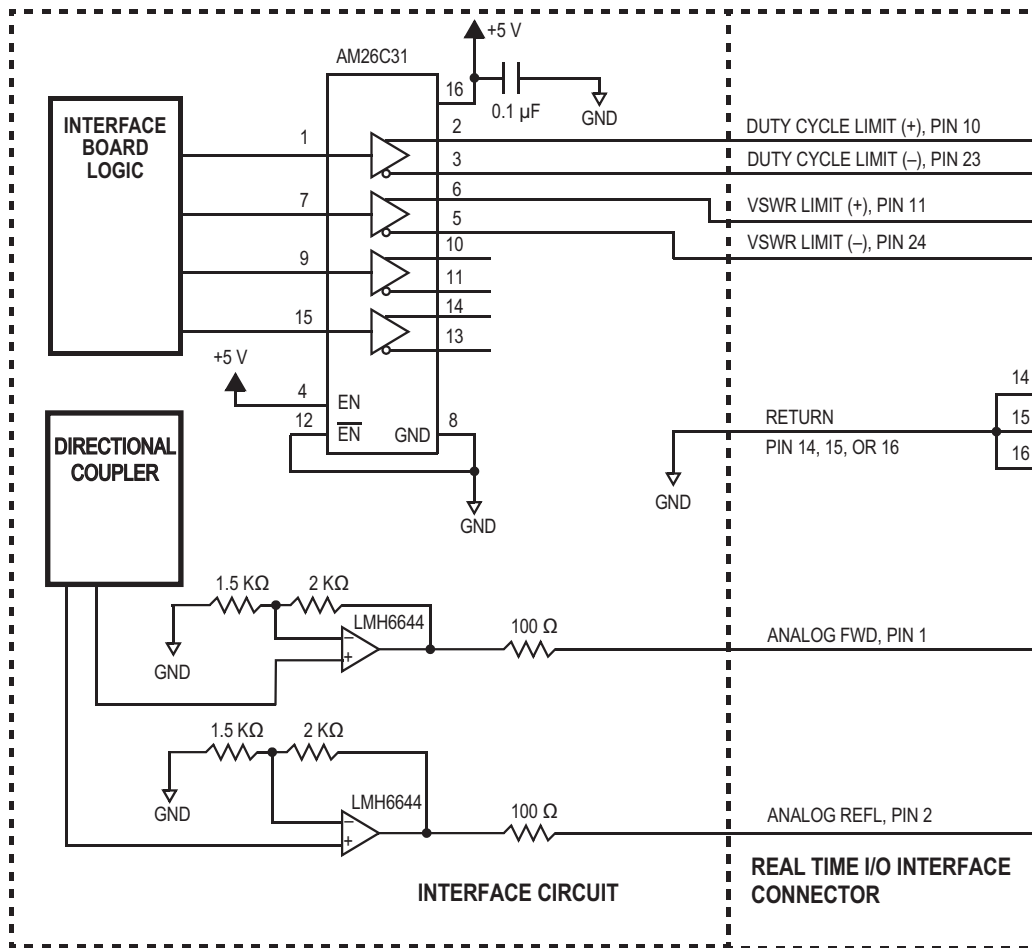 +5 V
AM26C31
16
0.1 µF
GND
INTERFACE
BOARD
LOGIC
1
2
DUTY CYCLE LIMIT (+), PIN 10
3
DUTY CYCLE LIMIT (–), PIN 23
7
6
VSWR LIMIT (+), PIN 11
5
VSWR LIMIT (–), PIN 24
9
10
11
15
14
13
+5 V
4
EN
12
EN
GND
8
GND
RETURN
PIN 14, 15, OR 16
GND
14
15
16
DIRECTIONAL
COUPLER
1.5 KΩ
2 KΩ
LMH6644
–
+
GND
100 Ω
ANALOG FWD, PIN 1
1.5 KΩ
2 KΩ
LMH6644
–
+
GND
100 Ω
ANALOG REFL, PIN 2
INTERFACE CIRCUIT
REAL TIME I/O INTERFACE
CONNECTOR